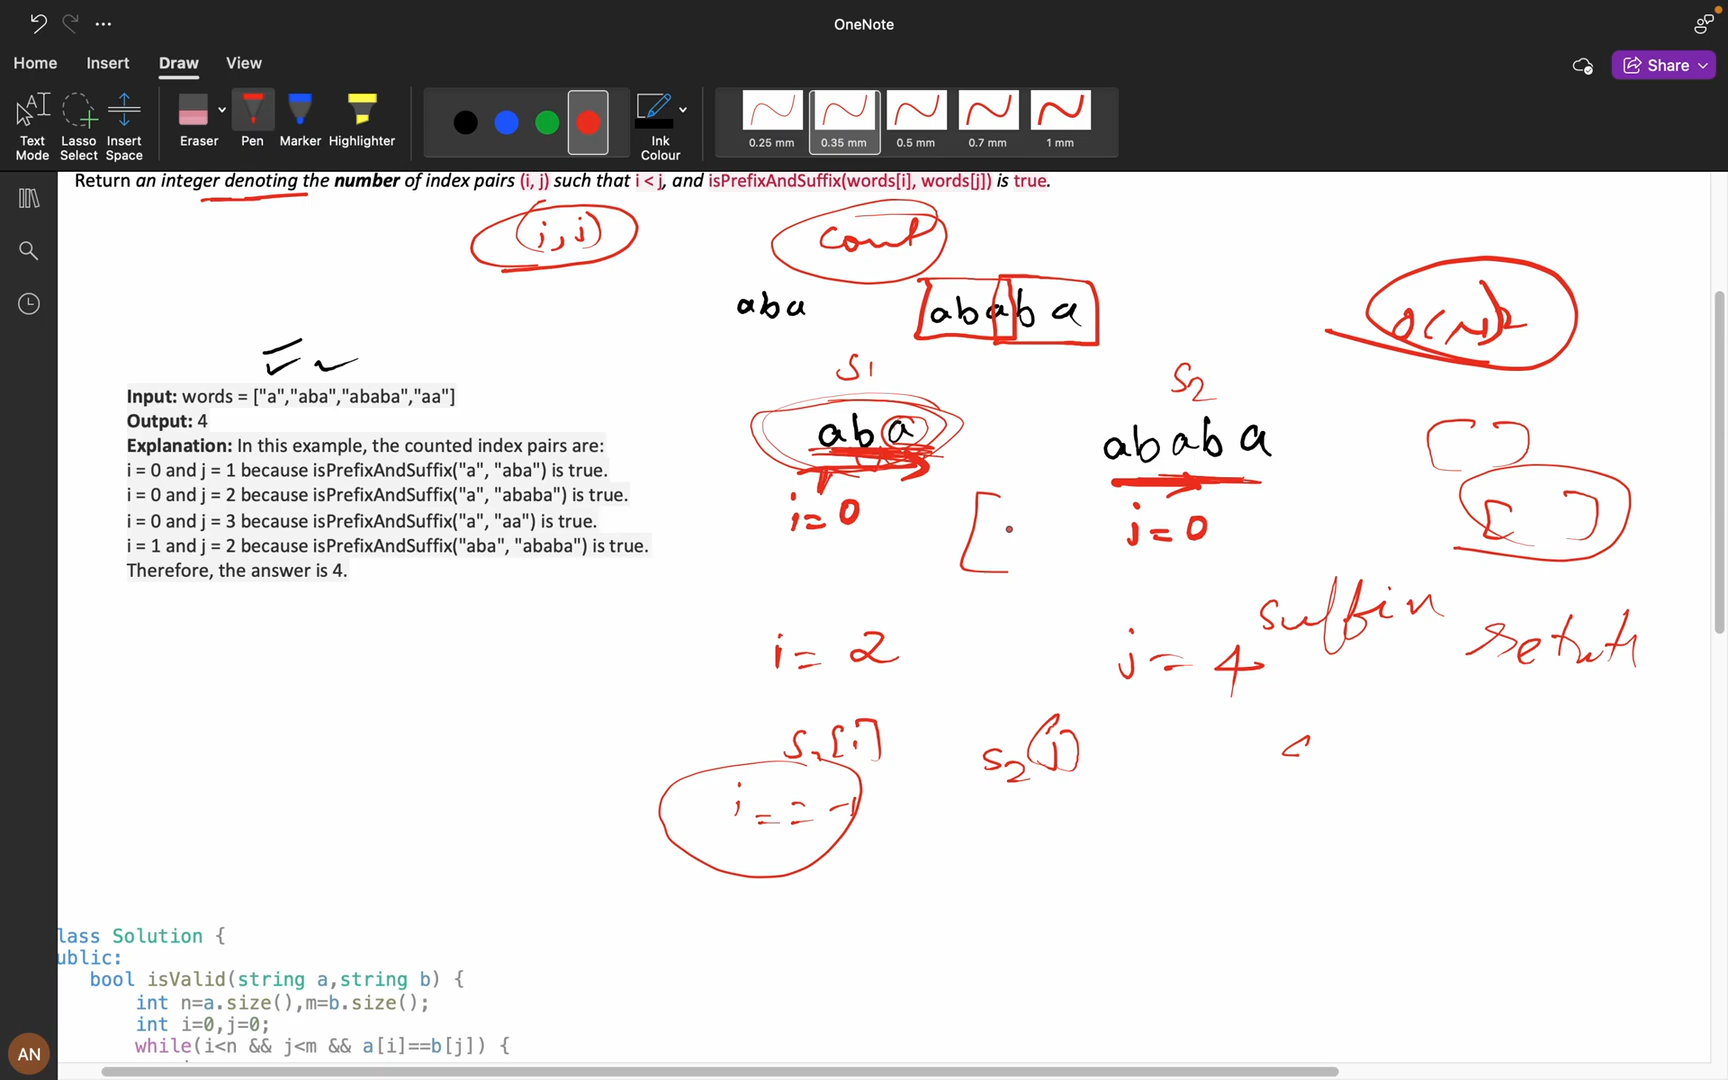 OneNote
Home Insert Draw View
Share
Text Mode
Lasso Select
Insert Space
Eraser
Pen
Marker
Highlighter
Ink Colour
0.25 mm
0.35 mm
0.5 mm
0.7 mm
1 mm
Return an integer denoting the number of index pairs (i, j) such that i < j, and isPrefixAndSuffix(words[i], words[j]) is true.
(i,j)
aba ababa
S1 S2
Input: words = ["a","aba","ababa","aa"]
Output: 4
Explanation: In this example, the counted index pairs are:
i = 0 and j = 1 because isPrefixAndSuffix("a", "aba") is true.
i = 0 and j = 2 because isPrefixAndSuffix("a", "ababa") is true.
i = 0 and j = 3 because isPrefixAndSuffix("a", "aa") is true.
i = 1 and j = 2 because isPrefixAndSuffix("aba", "ababa") is true.
Therefore, the answer is 4.
aba ababa
i = 0 j = 0
[ ]
[
i = 2 j = 4
S2 (j)
i == -1
lass Solution {
ublic:
bool isValid(string a,string b) {
int n=a.size(),m=b.size();
int i=0,j=0;
while(i<n && j<m && a[i]==b[j]) {
AN